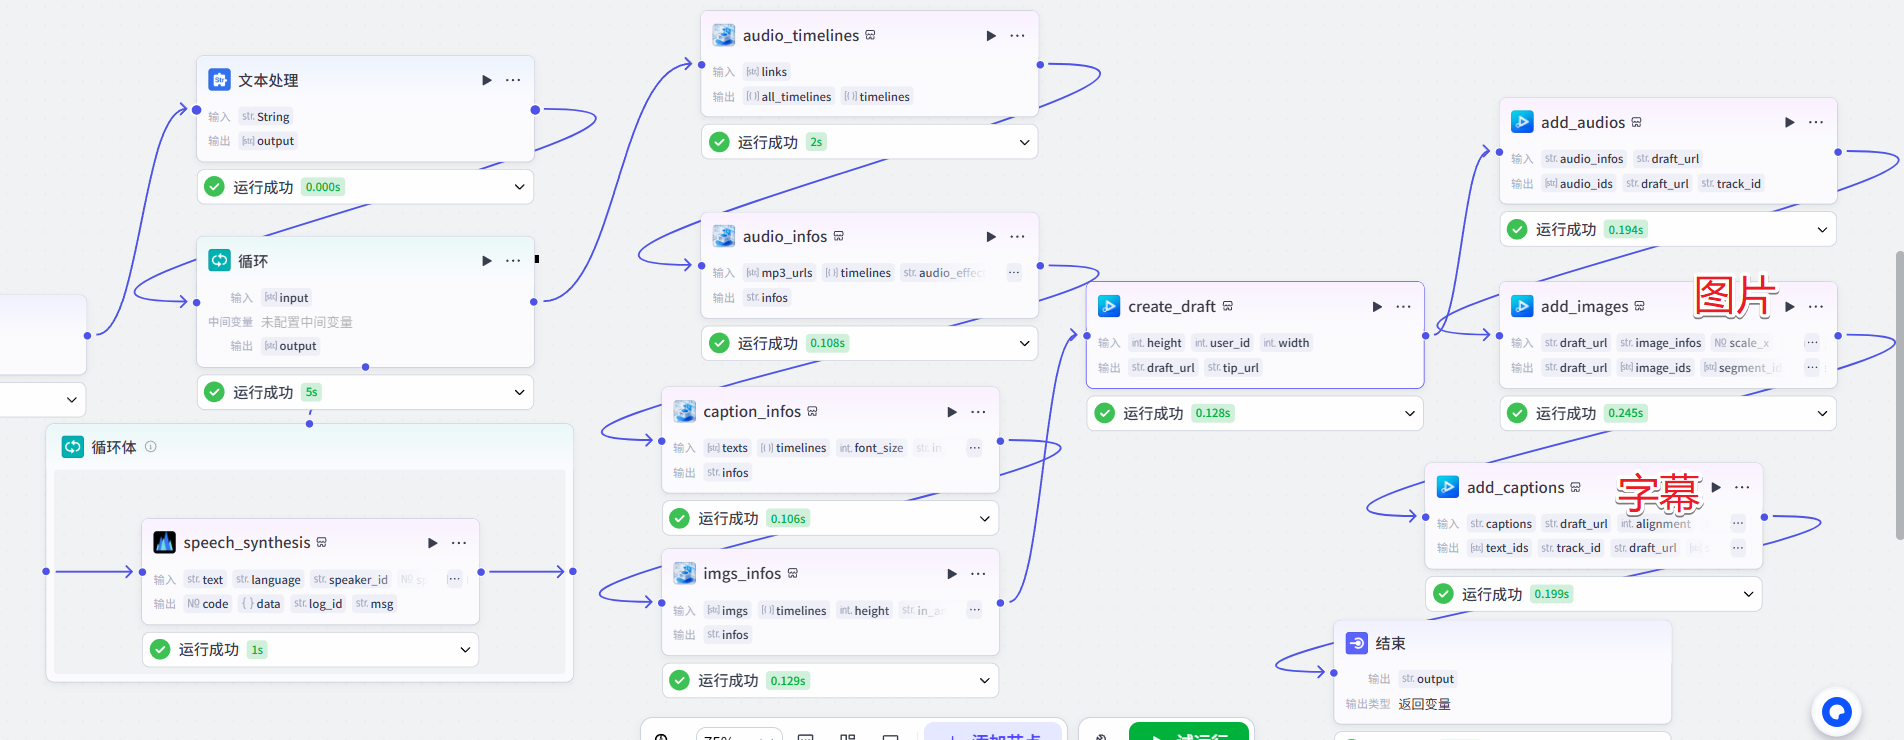 文本处理
输入 str. String
输出 [str] output
运行成功 0.000s
循环
输入 [str] input
中间变量 未配置中间变量
输出 [str] output
运行成功 5s
循环体
speech_synthesis
输入 str. text str. language str. speaker_id
输出 № code { } data str. log_id str. msg
运行成功 1s
audio_timelines
输入 [str] links
输出 [{}] all_timelines [{}] timelines
运行成功 2s
audio_infos
输入 [str] mp3_urls [{}] timelines str. audio_effec
输出 str. infos
运行成功 0.108s
caption_infos
输入 [str] texts [{}] timelines int. font_size str. in
输出 str. infos
运行成功 0.106s
imgs_infos
输入 [str] imgs [{}] timelines int. height str. in_a
输出 str. infos
运行成功 0.129s
create_draft
输入 int. height int. user_id int. width
输出 str. draft_url str. tip_url
运行成功 0.128s
add_audios
输入 str. audio_infos str. draft_url
输出 [str] audio_ids str. draft_url str. track_id
运行成功 0.194s
add_images 图片
输入 str. draft_url str. image_infos № scale_x
输出 str. draft_url [str] image_ids [str] segment_id
运行成功 0.245s
add_captions 字幕
输入 str. captions str. draft_url int. alignment
输出 [str] text_ids str. track_id str. draft_url
运行成功 0.199s
结束
输出 str. output
输出类型 返回变量
75% 添加节点 试运行